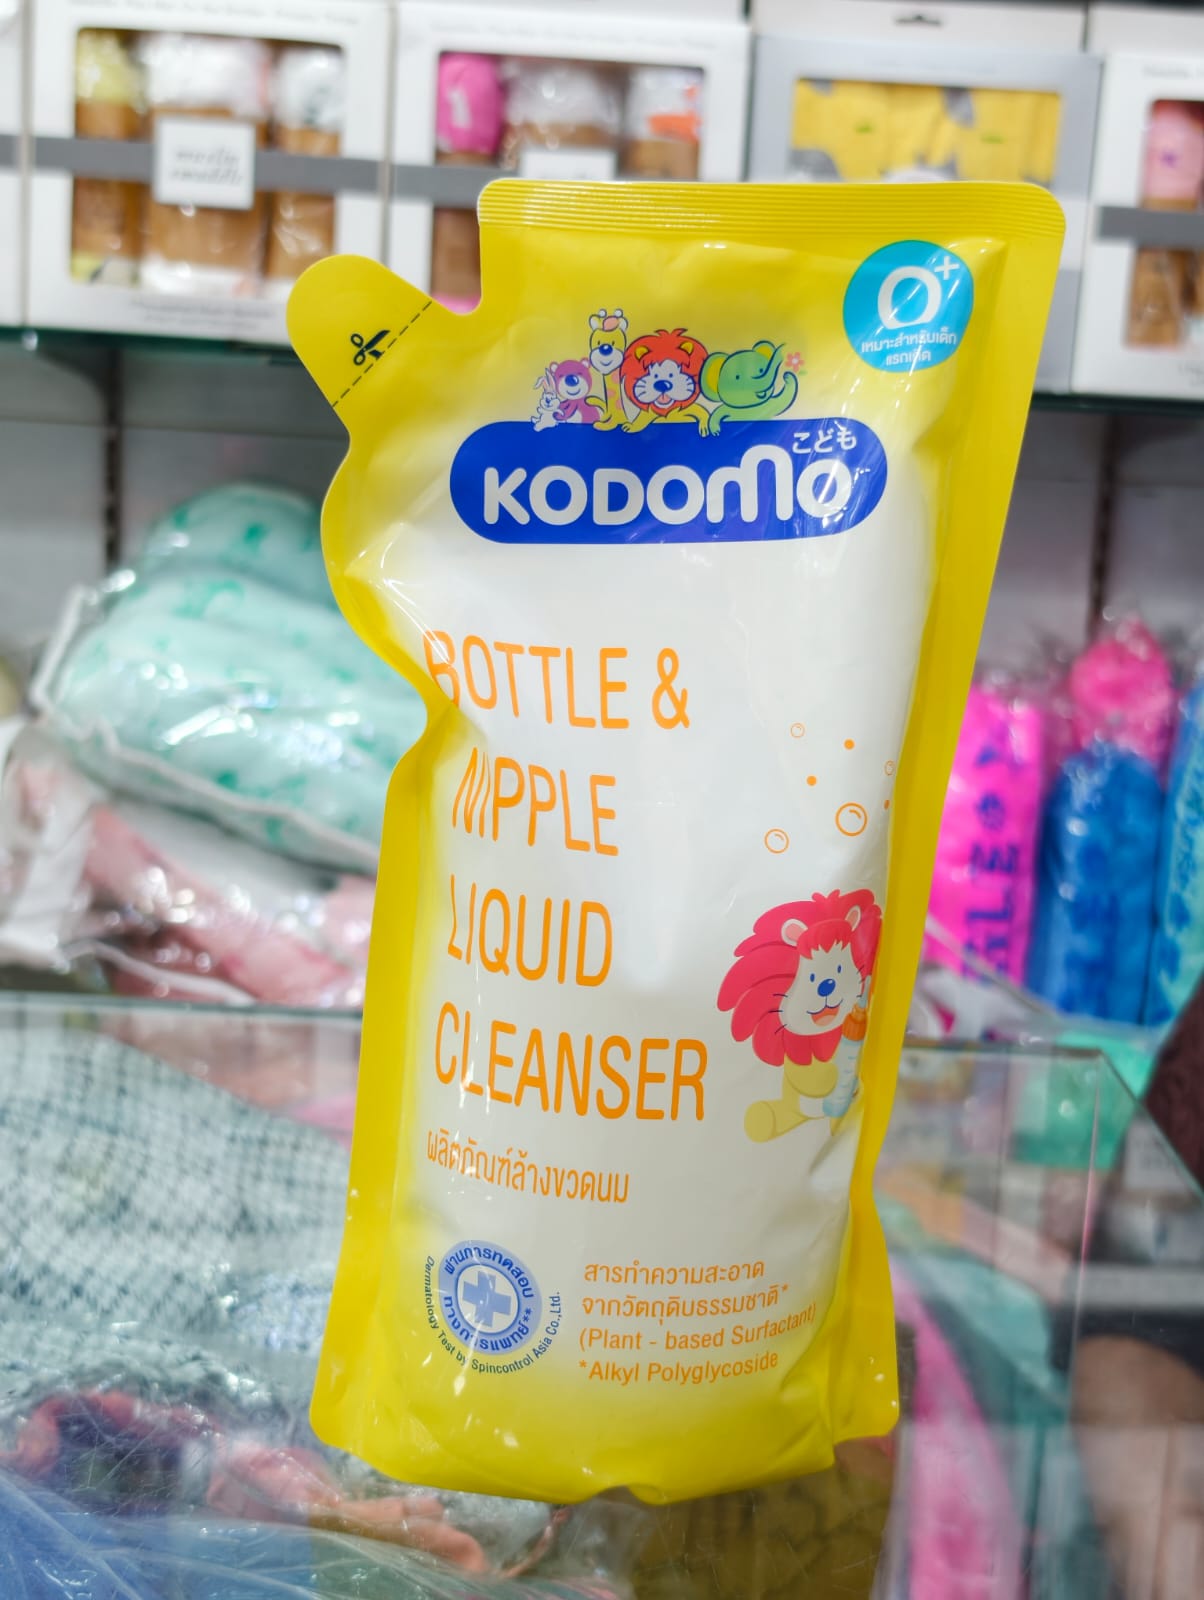 0+
เหมาะสำหรับเด็ก
แรกเกิด
こども
KODOMO
BOTTLE &
NIPPLE
LIQUID
CLEANSER
ผลิตภัณฑ์ล้างขวดนม
ผ่านการทดสอบ
ทางการแพทย์**
Dermatology Test by Spincontrol Asia Co.,Ltd.
สารทำความสะอาด
จากวัตถุดิบธรรมชาติ*
(Plant - based Surfactant)
*Alkyl Polyglycoside